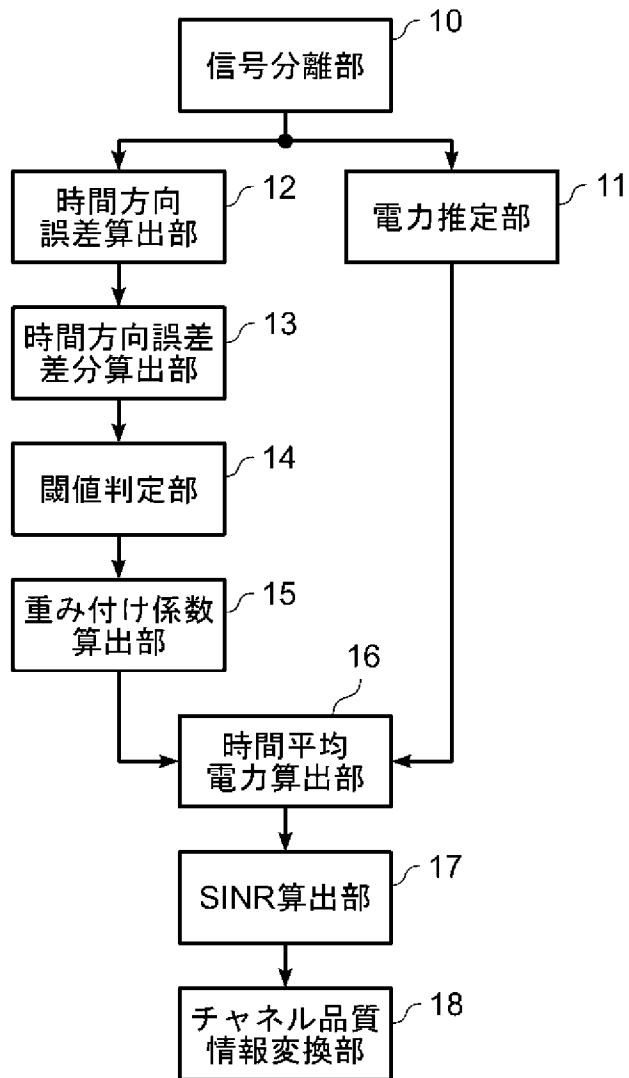 10
信号分離部
12
時間方向
誤差算出部
11
電力推定部
13
時間方向誤差
差分算出部
14
閾値判定部
15
重み付け係数
算出部
16
時間平均
電力算出部
17
SINR算出部
チャネル品質
情報変換部
18